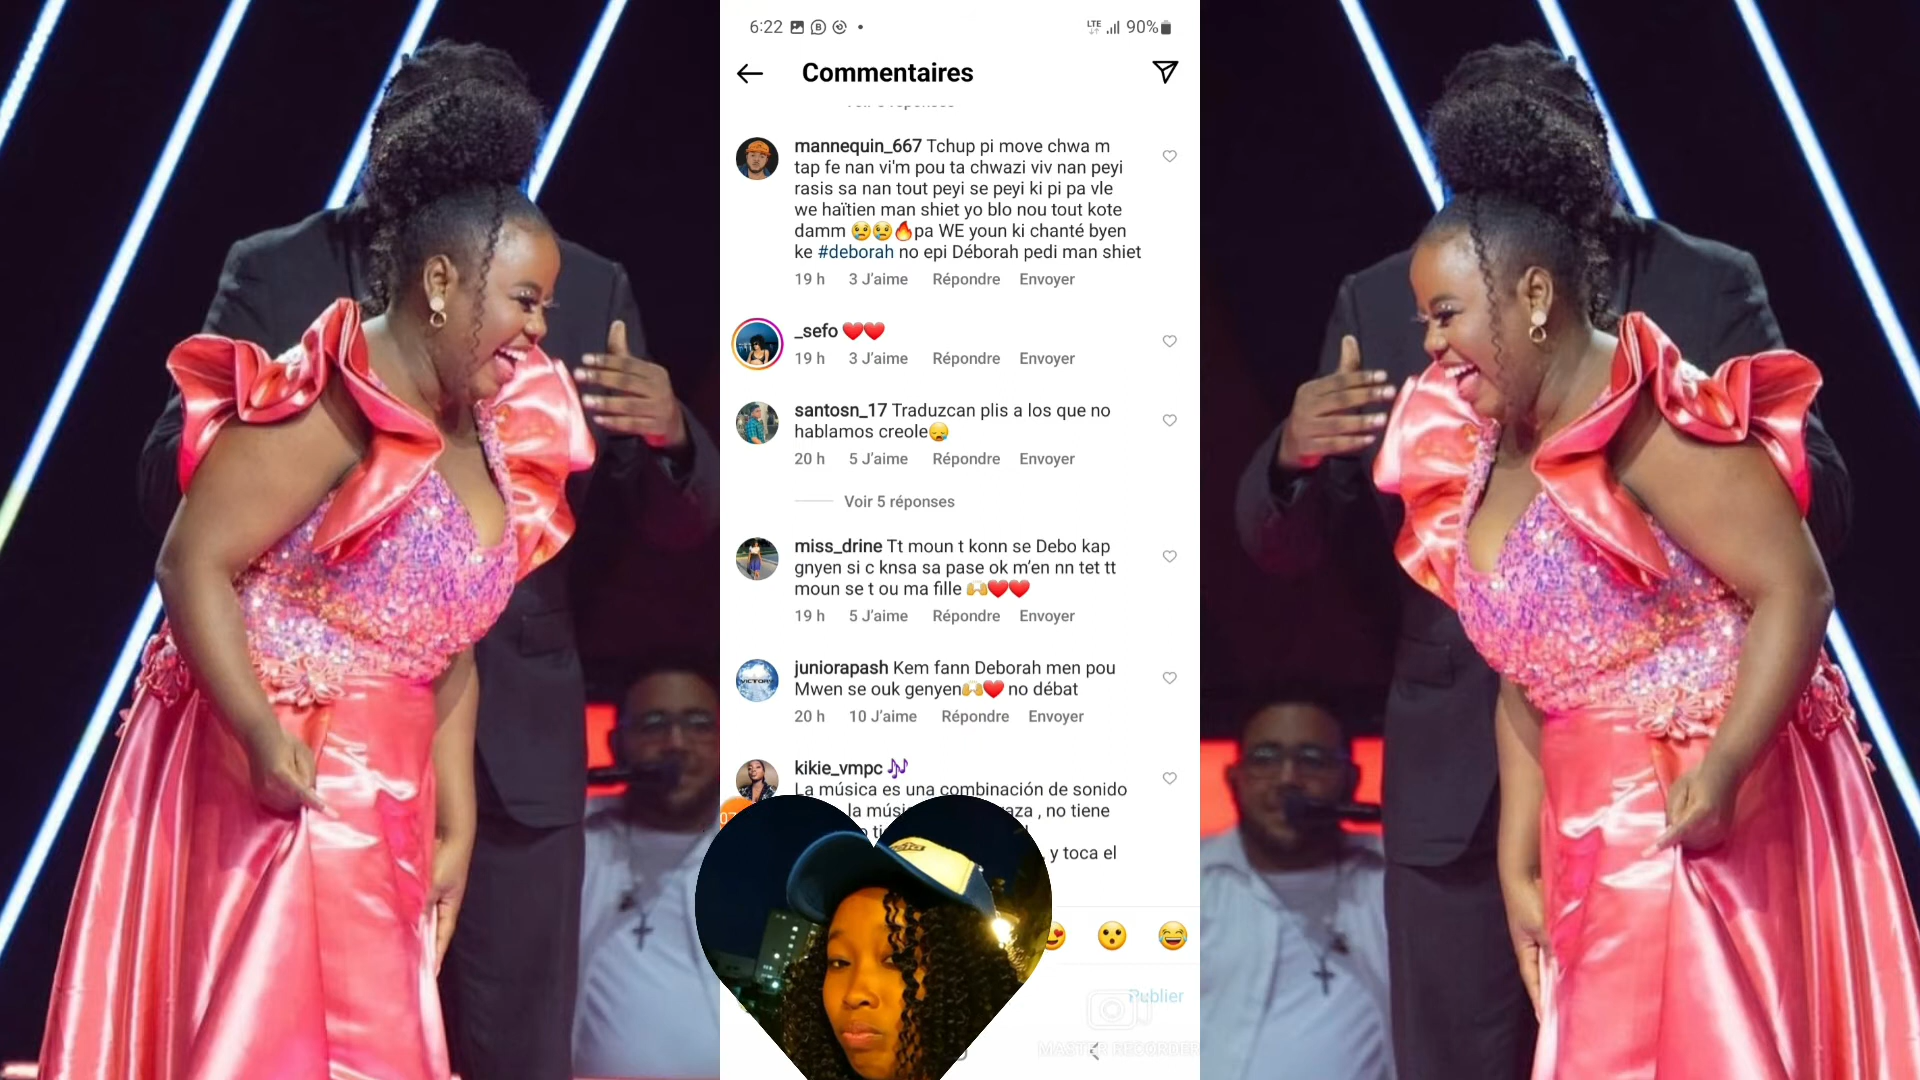 6:22
LTE
90%
Commentaires
mannequin_667 Tchup pi move chwa m
tap fe nan vi'm pou ta chwazi viv nan peyi
rasis sa nan tout peyi se peyi ki pi pa vle
we haïtien man shiet yo blo nou tout kote
damm 😢😢🔥pa WE youn ki chanté byen
ke #deborah no epi Déborah pedi man shiet
19 h 3 J'aime Répondre Envoyer
_sefo ❤️❤️
19 h 3 J'aime Répondre Envoyer
santosn_17 Traduzcan plis a los que no
hablamos creole😪
20 h 5 J'aime Répondre Envoyer
Voir 5 réponses
miss_drine Tt moun t konn se Debo kap
gnyen si c knsa sa pase ok m'en nn tet tt
moun se t ou ma fille 🙌❤️❤️
19 h 5 J'aime Répondre Envoyer
juniorapash Kem fann Deborah men pou
Mwen se ouk genyen🙌❤️ no débat
20 h 10 J'aime Répondre Envoyer
kikie_vmpc 🎶
La música es una combinación de sonido
la , no tiene
y toca el
Publier
MASTER RECORDER